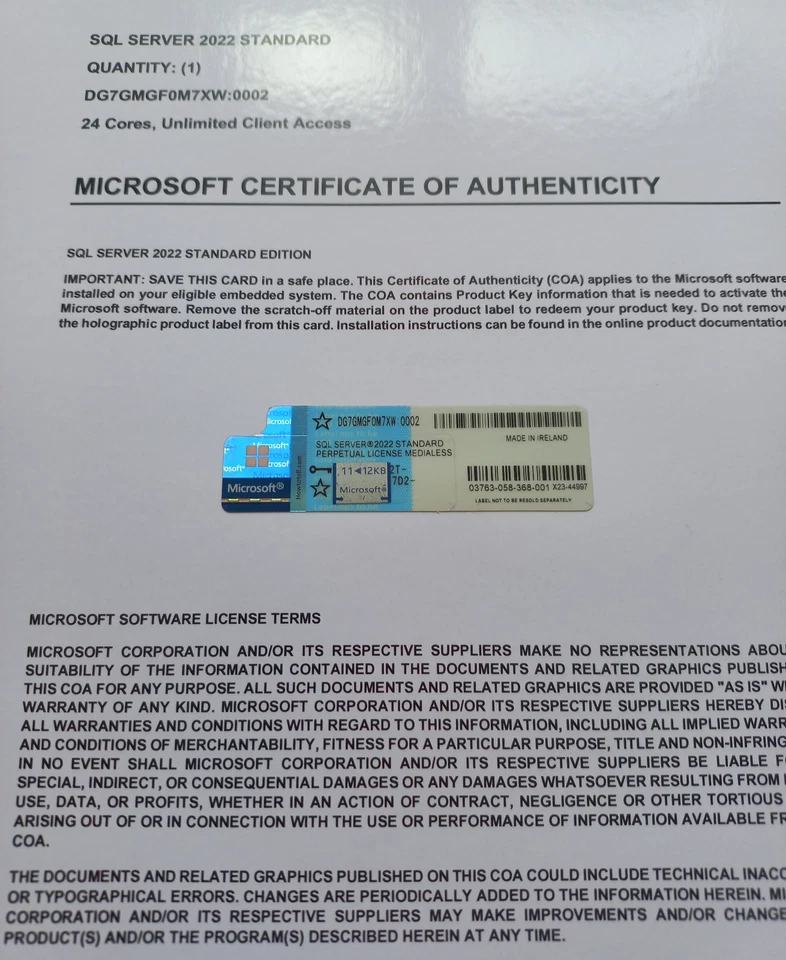 SQL SERVER 2022 STANDARD
QUANTITY: (1)
DG7GMGF0M7XW:0002
24 Cores, Unlimited Client Access
MICROSOFT CERTIFICATE OF AUTHENTICITY
SQL SERVER 2022 STANDARD EDITION
IMPORTANT: SAVE THIS CARD in a safe place. This Certificate of Authenticity (COA) applies to the Microsoft software
installed on your eligible embedded system. The COA contains Product Key information that is needed to activate the
Microsoft software. Remove the scratch-off material on the product label to redeem your product key. Do not remov
the holographic product label from this card. Installation instructions can be found in the online product documentation
Microsoft
DG7GMGF0M7XW 0002
MADE IN IRELAND
SQL SERVER®2022 STANDARD
PERPETUAL LICENSE MEDIALESS
Microsoft®
Howtotell.com
11◄12KB 2T-
Microsoft® 7D2-
03763-058-368-001 X23-44997
LABEL NOT TO BE RESOLD SEPARATELY
MICROSOFT SOFTWARE LICENSE TERMS
MICROSOFT CORPORATION AND/OR ITS RESPECTIVE SUPPLIERS MAKE NO REPRESENTATIONS ABOU
SUITABILITY OF THE INFORMATION CONTAINED IN THE DOCUMENTS AND RELATED GRAPHICS PUBLISH
THIS COA FOR ANY PURPOSE. ALL SUCH DOCUMENTS AND RELATED GRAPHICS ARE PROVIDED "AS IS" WI
WARRANTY OF ANY KIND. MICROSOFT CORPORATION AND/OR ITS RESPECTIVE SUPPLIERS HEREBY DIS
ALL WARRANTIES AND CONDITIONS WITH REGARD TO THIS INFORMATION, INCLUDING ALL IMPLIED WARR
AND CONDITIONS OF MERCHANTABILITY, FITNESS FOR A PARTICULAR PURPOSE, TITLE AND NON-INFRING
IN NO EVENT SHALL MICROSOFT CORPORATION AND/OR ITS RESPECTIVE SUPPLIERS BE LIABLE F
SPECIAL, INDIRECT, OR CONSEQUENTIAL DAMAGES OR ANY DAMAGES WHATSOEVER RESULTING FROM
USE, DATA, OR PROFITS, WHETHER IN AN ACTION OF CONTRACT, NEGLIGENCE OR OTHER TORTIOUS
ARISING OUT OF OR IN CONNECTION WITH THE USE OR PERFORMANCE OF INFORMATION AVAILABLE FR
COA.
THE DOCUMENTS AND RELATED GRAPHICS PUBLISHED ON THIS COA COULD INCLUDE TECHNICAL INACC
OR TYPOGRAPHICAL ERRORS. CHANGES ARE PERIODICALLY ADDED TO THE INFORMATION HEREIN. MI
CORPORATION AND/OR ITS RESPECTIVE SUPPLIERS MAY MAKE IMPROVEMENTS AND/OR CHANGE
PRODUCT(S) AND/OR THE PROGRAM(S) DESCRIBED HEREIN AT ANY TIME.